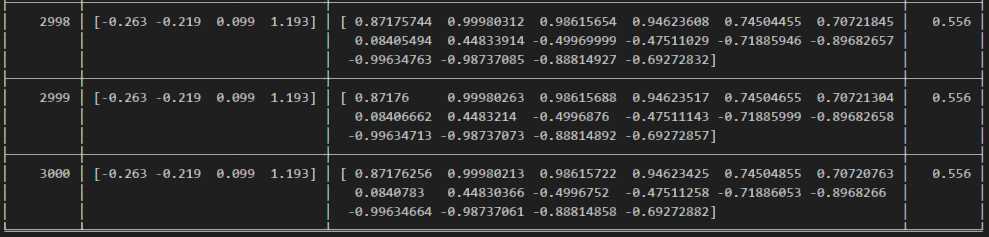 2998 [-0.263 -0.219 0.099 1.193] [ 0.87175744 0.99980312 0.98615654 0.94623608 0.74504455 0.70721845 0.556
0.08405494 0.44833914 -0.49969999 -0.47511029 -0.71885946 -0.89682657
-0.99634763 -0.98737085 -0.88814927 -0.69272832]
2999 [-0.263 -0.219 0.099 1.193] [ 0.87176 0.99980263 0.98615688 0.94623517 0.74504655 0.70721304 0.556
0.08406662 0.4483214 -0.4996876 -0.47511143 -0.71885999 -0.89682658
-0.99634713 -0.98737073 -0.88814892 -0.69272857]
3000 [-0.263 -0.219 0.099 1.193] [ 0.87176256 0.99980213 0.98615722 0.94623425 0.74504855 0.70720763 0.556
0.0840783 0.44830366 -0.4996752 -0.47511258 -0.71886053 -0.8968266
-0.99634664 -0.98737061 -0.88814858 -0.69272882]